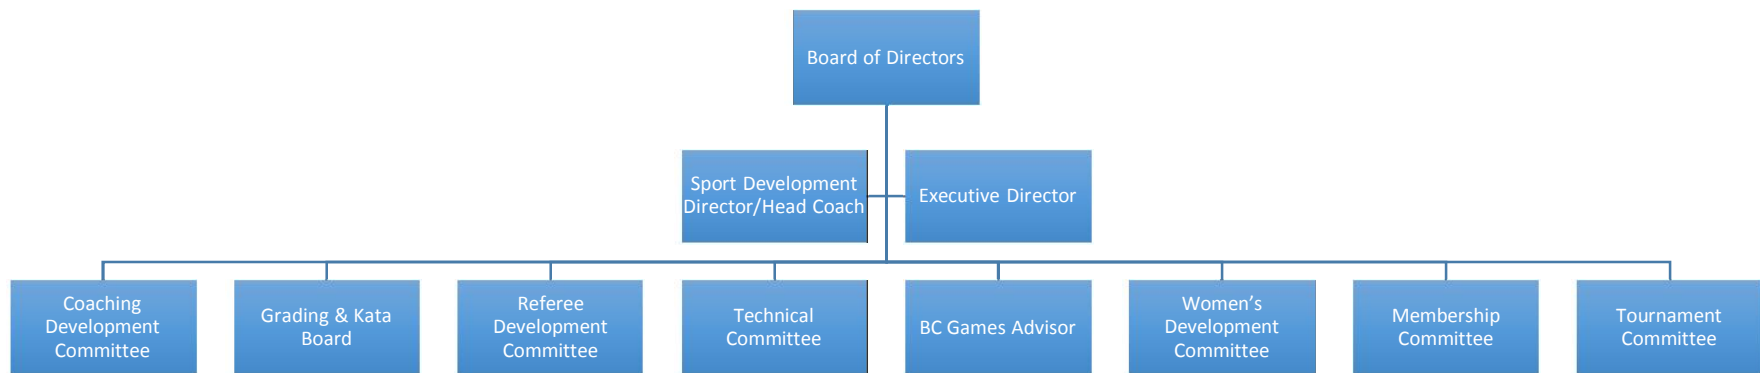 Board of Directors
Sport Development
Director/Head Coach
Executive Director
Coaching
Development
Committee
Grading & Kata
Board
Referee
Development
Committee
Technical
Committee
BC Games Advisor
Women’s
Development
Committee
Membership
Committee
Tournament
Committee